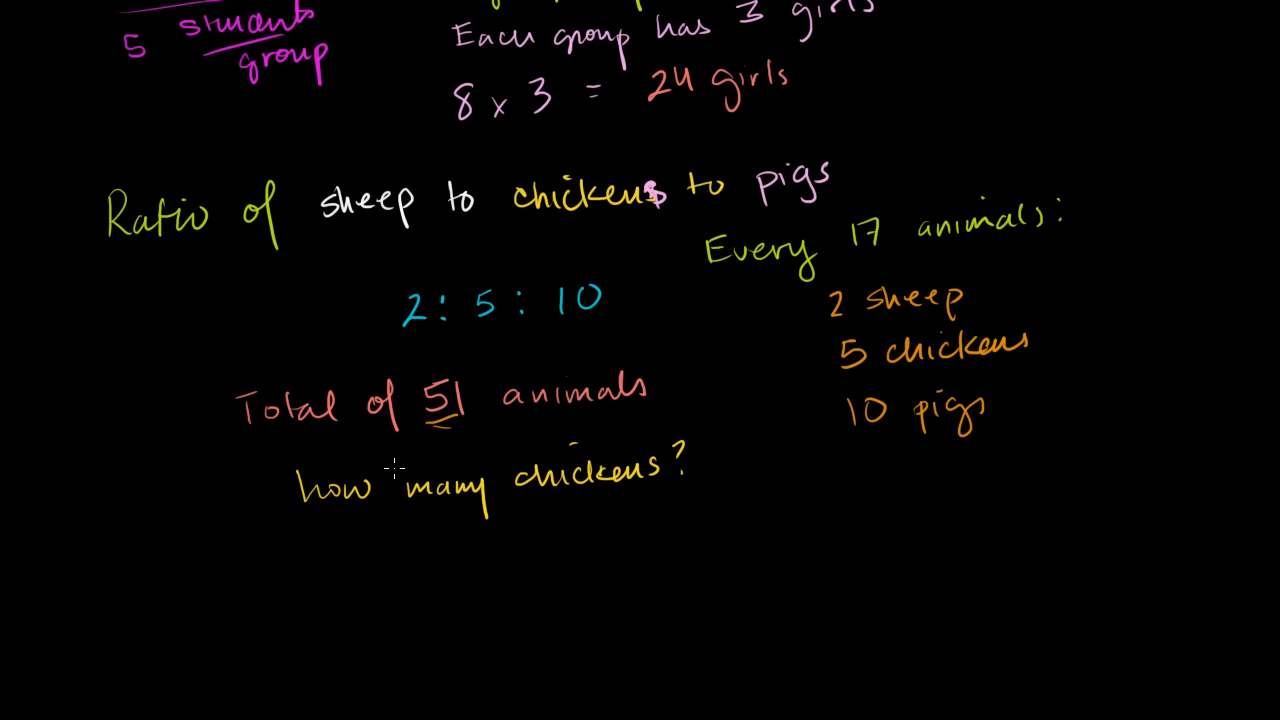 5 students
group
Each group has 3 girls
8 x 3 = 24 girls
Ratio of sheep to chickens to pigs
Every 17 animals:
2 : 5 : 10
2 sheep
5 chickens
Total of 51 animals
10 pigs
how many chickens?